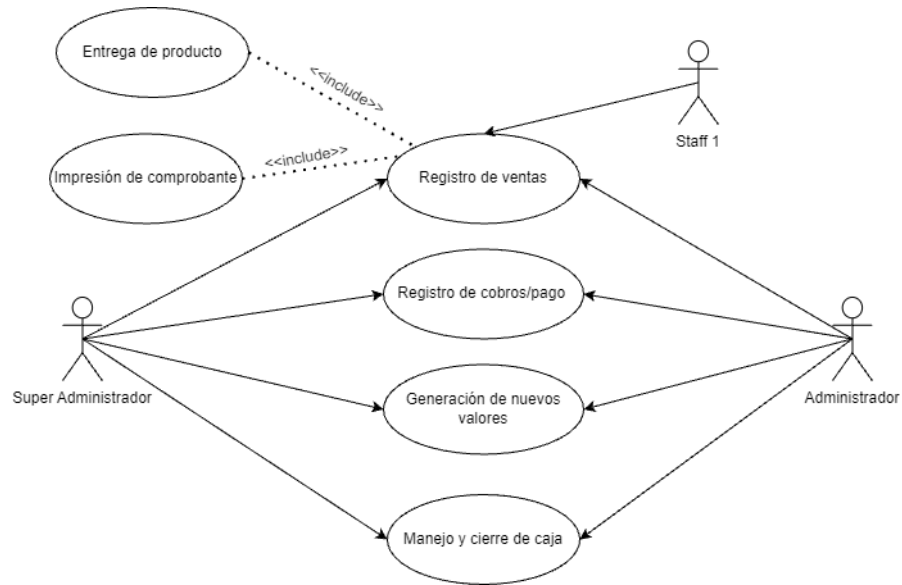 Entrega de producto
<<include>>
Staff 1
<<include>>
Impresión de comprobante
Registro de ventas
Registro de cobros/pago
Super Administrador
Administrador
Generación de nuevos
valores
Manejo y cierre de caja